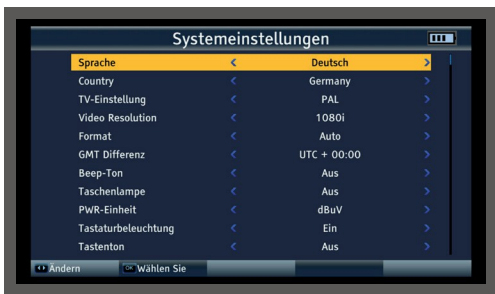 Systemeinstellungen
Sprache < Deutsch >
Country < Germany >
TV-Einstellung < PAL >
Video Resolution < 1080i >
Format < Auto >
GMT Differenz < UTC + 00:00 >
Beep-Ton < Aus >
Taschenlampe < Aus >
PWR-Einheit < dBuV >
Tastaturbeleuchtung < Ein >
Tastenton < Aus >
Ändern OK Wählen Sie